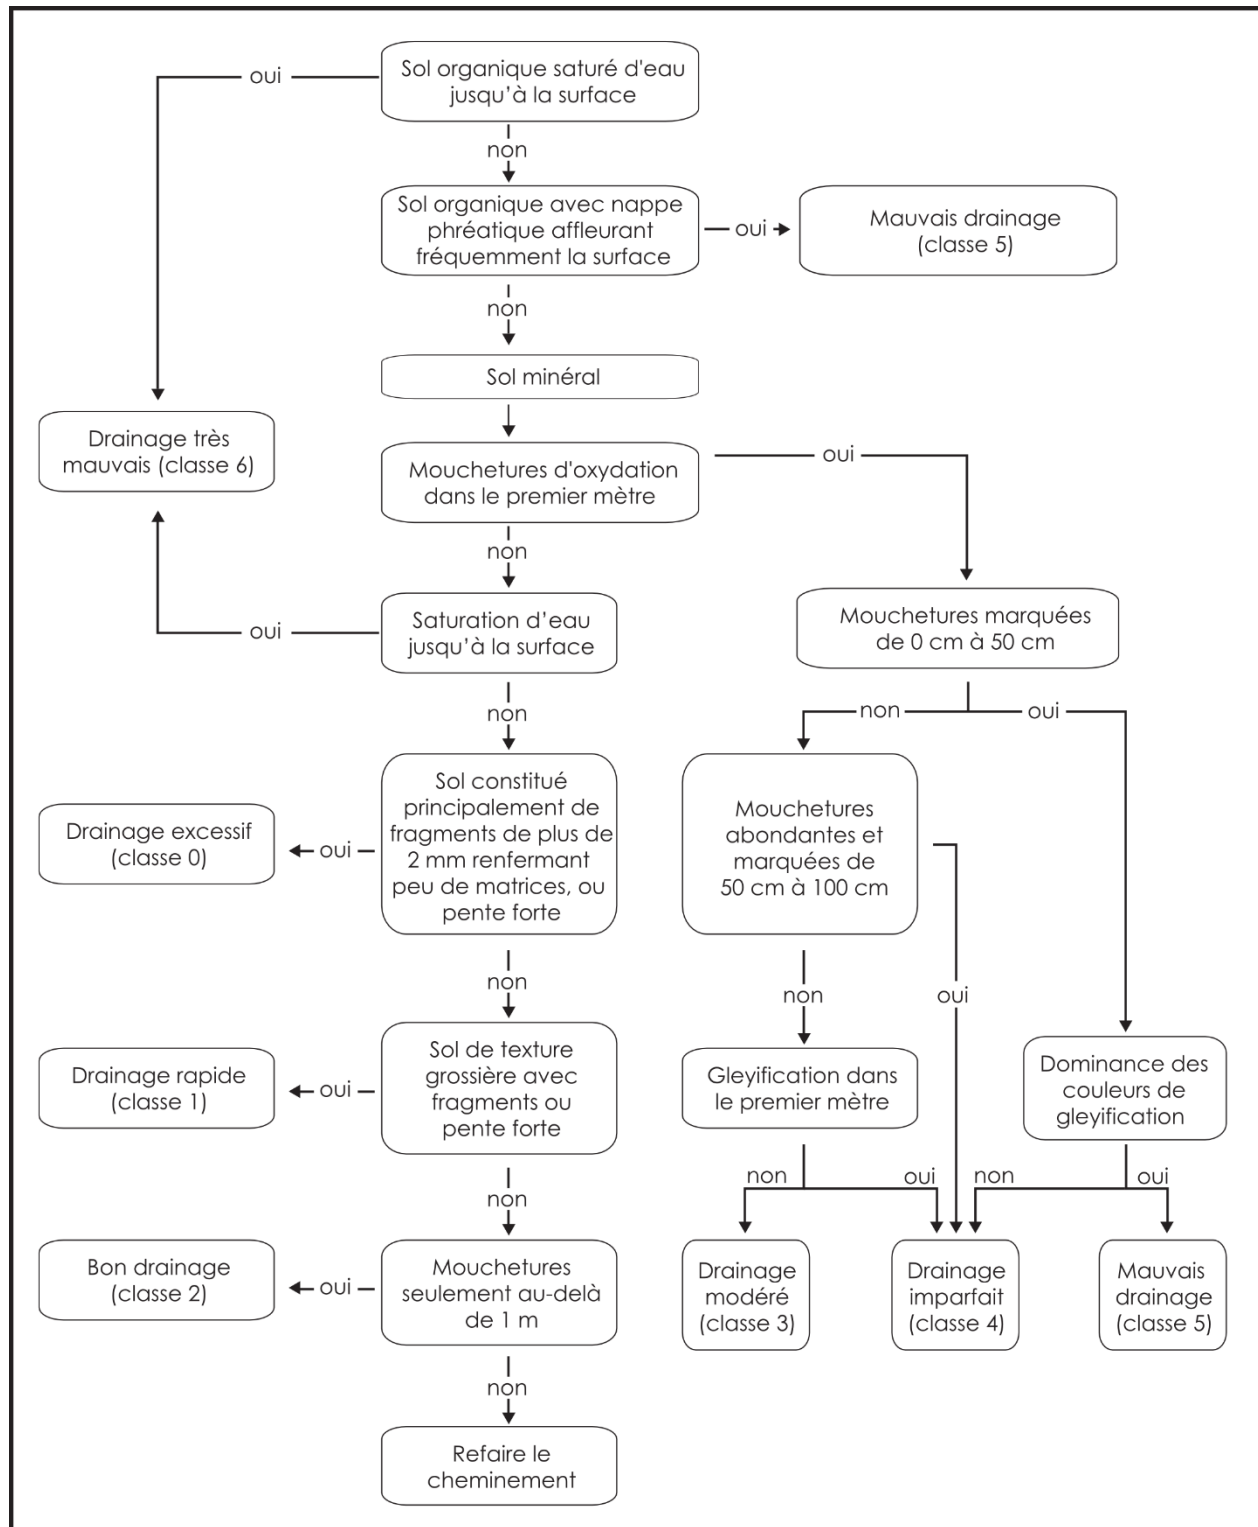 Sol organique saturé d'eau
jusqu'à la surface
oui
non
Sol organique avec nappe
phréatique affleurant
fréquemment la surface
oui
Mauvais drainage
(classe 5)
non
Sol minéral
Drainage très
mauvais (classe 6)
Mouchetures d'oxydation
dans le premier mètre
oui
non
Saturation d'eau
jusqu'à la surface
oui
Mouchetures marquées
de 0 cm à 50 cm
non
non
oui
Sol constitué
principalement de
fragments de plus de
2 mm renfermant
peu de matrices, ou
pente forte
oui
Drainage excessif
(classe 0)
Mouchetures
abondantes et
marquées de
50 cm à 100 cm
non
non
oui
Sol de texture
grossière avec
fragments ou
pente forte
oui
Drainage rapide
(classe 1)
Gleyification dans
le premier mètre
Dominance des
couleurs de
gleyification
non
non
oui
non
oui
Mouchetures
seulement au-delà
de 1 m
oui
Bon drainage
(classe 2)
Drainage
modéré
(classe 3)
Drainage
imparfait
(classe 4)
Mauvais
drainage
(classe 5)
non
Refaire le
cheminement